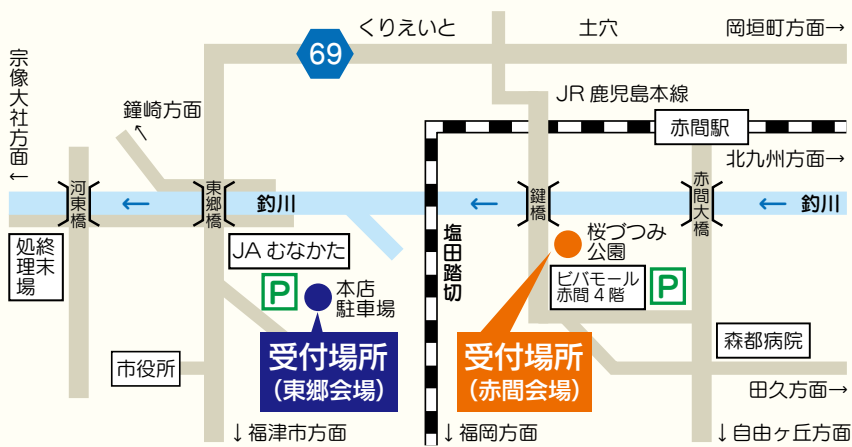 くりえいと
土穴
岡垣町方面→
69
宗像大社方面←
鐘崎方面
↑
JR鹿児島本線
赤間駅
北九州方面→
河東橋
←
東郷橋
釣川
←
鍵橋
赤間大橋
←
釣川
終末
処理場
JAむなかた
塩田踏切
桜づつみ
公園
P
本店
駐車場
ビバモール
赤間4階
P
受付場所
(東郷会場)
受付場所
(赤間会場)
森都病院
市役所
田久方面→
↓福津市方面
↓福岡方面
↓自由ヶ丘方面